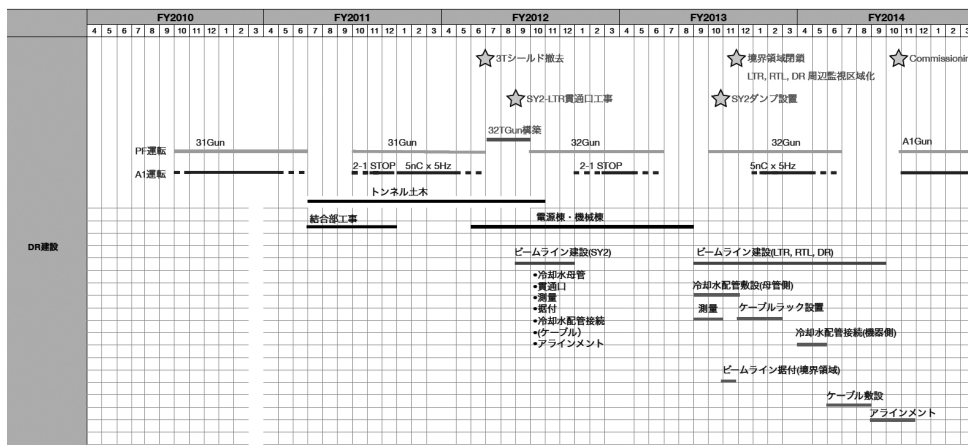 FY2010 FY2011 FY2012 FY2013 FY2014
4 5 6 7 8 9 10 11 12 1 2 3 4 5 6 7 8 9 10 11 12 1 2 3 4 5 6 7 8 9 10 11 12 1 2 3 4 5 6 7 8 9 10 11 12 1 2 3 4 5 6 7 8 9 10 11 12 1 2 3
3Tシールド撤去 境界領域閉鎖 Commissionin
LTR, RTL, DR 周辺監視区域化
SY2-LTR貫通口工事 SY2ダンプ設置
32TGun構築
31Gun 31Gun 32Gun 32Gun A1Gun
PF運転
2-1 STOP 5nC x 5Hz 2-1 STOP 5nC x 5Hz
A1運転
トンネル土木
結合部工事 電源棟・機械棟
DR建設 ビームライン建設(SY2) ビームライン建設(LTR, RTL, DR)
•冷却水母管
•貫通口 冷却水配管敷設(母管側)
•測量
•据付 測量 ケーブルラック設置
•冷却水配管接続
•(ケーブル) 冷却水配管接続(機器側)
•アラインメント
ビームライン据付(境界領域)
ケーブル敷設
アラインメント